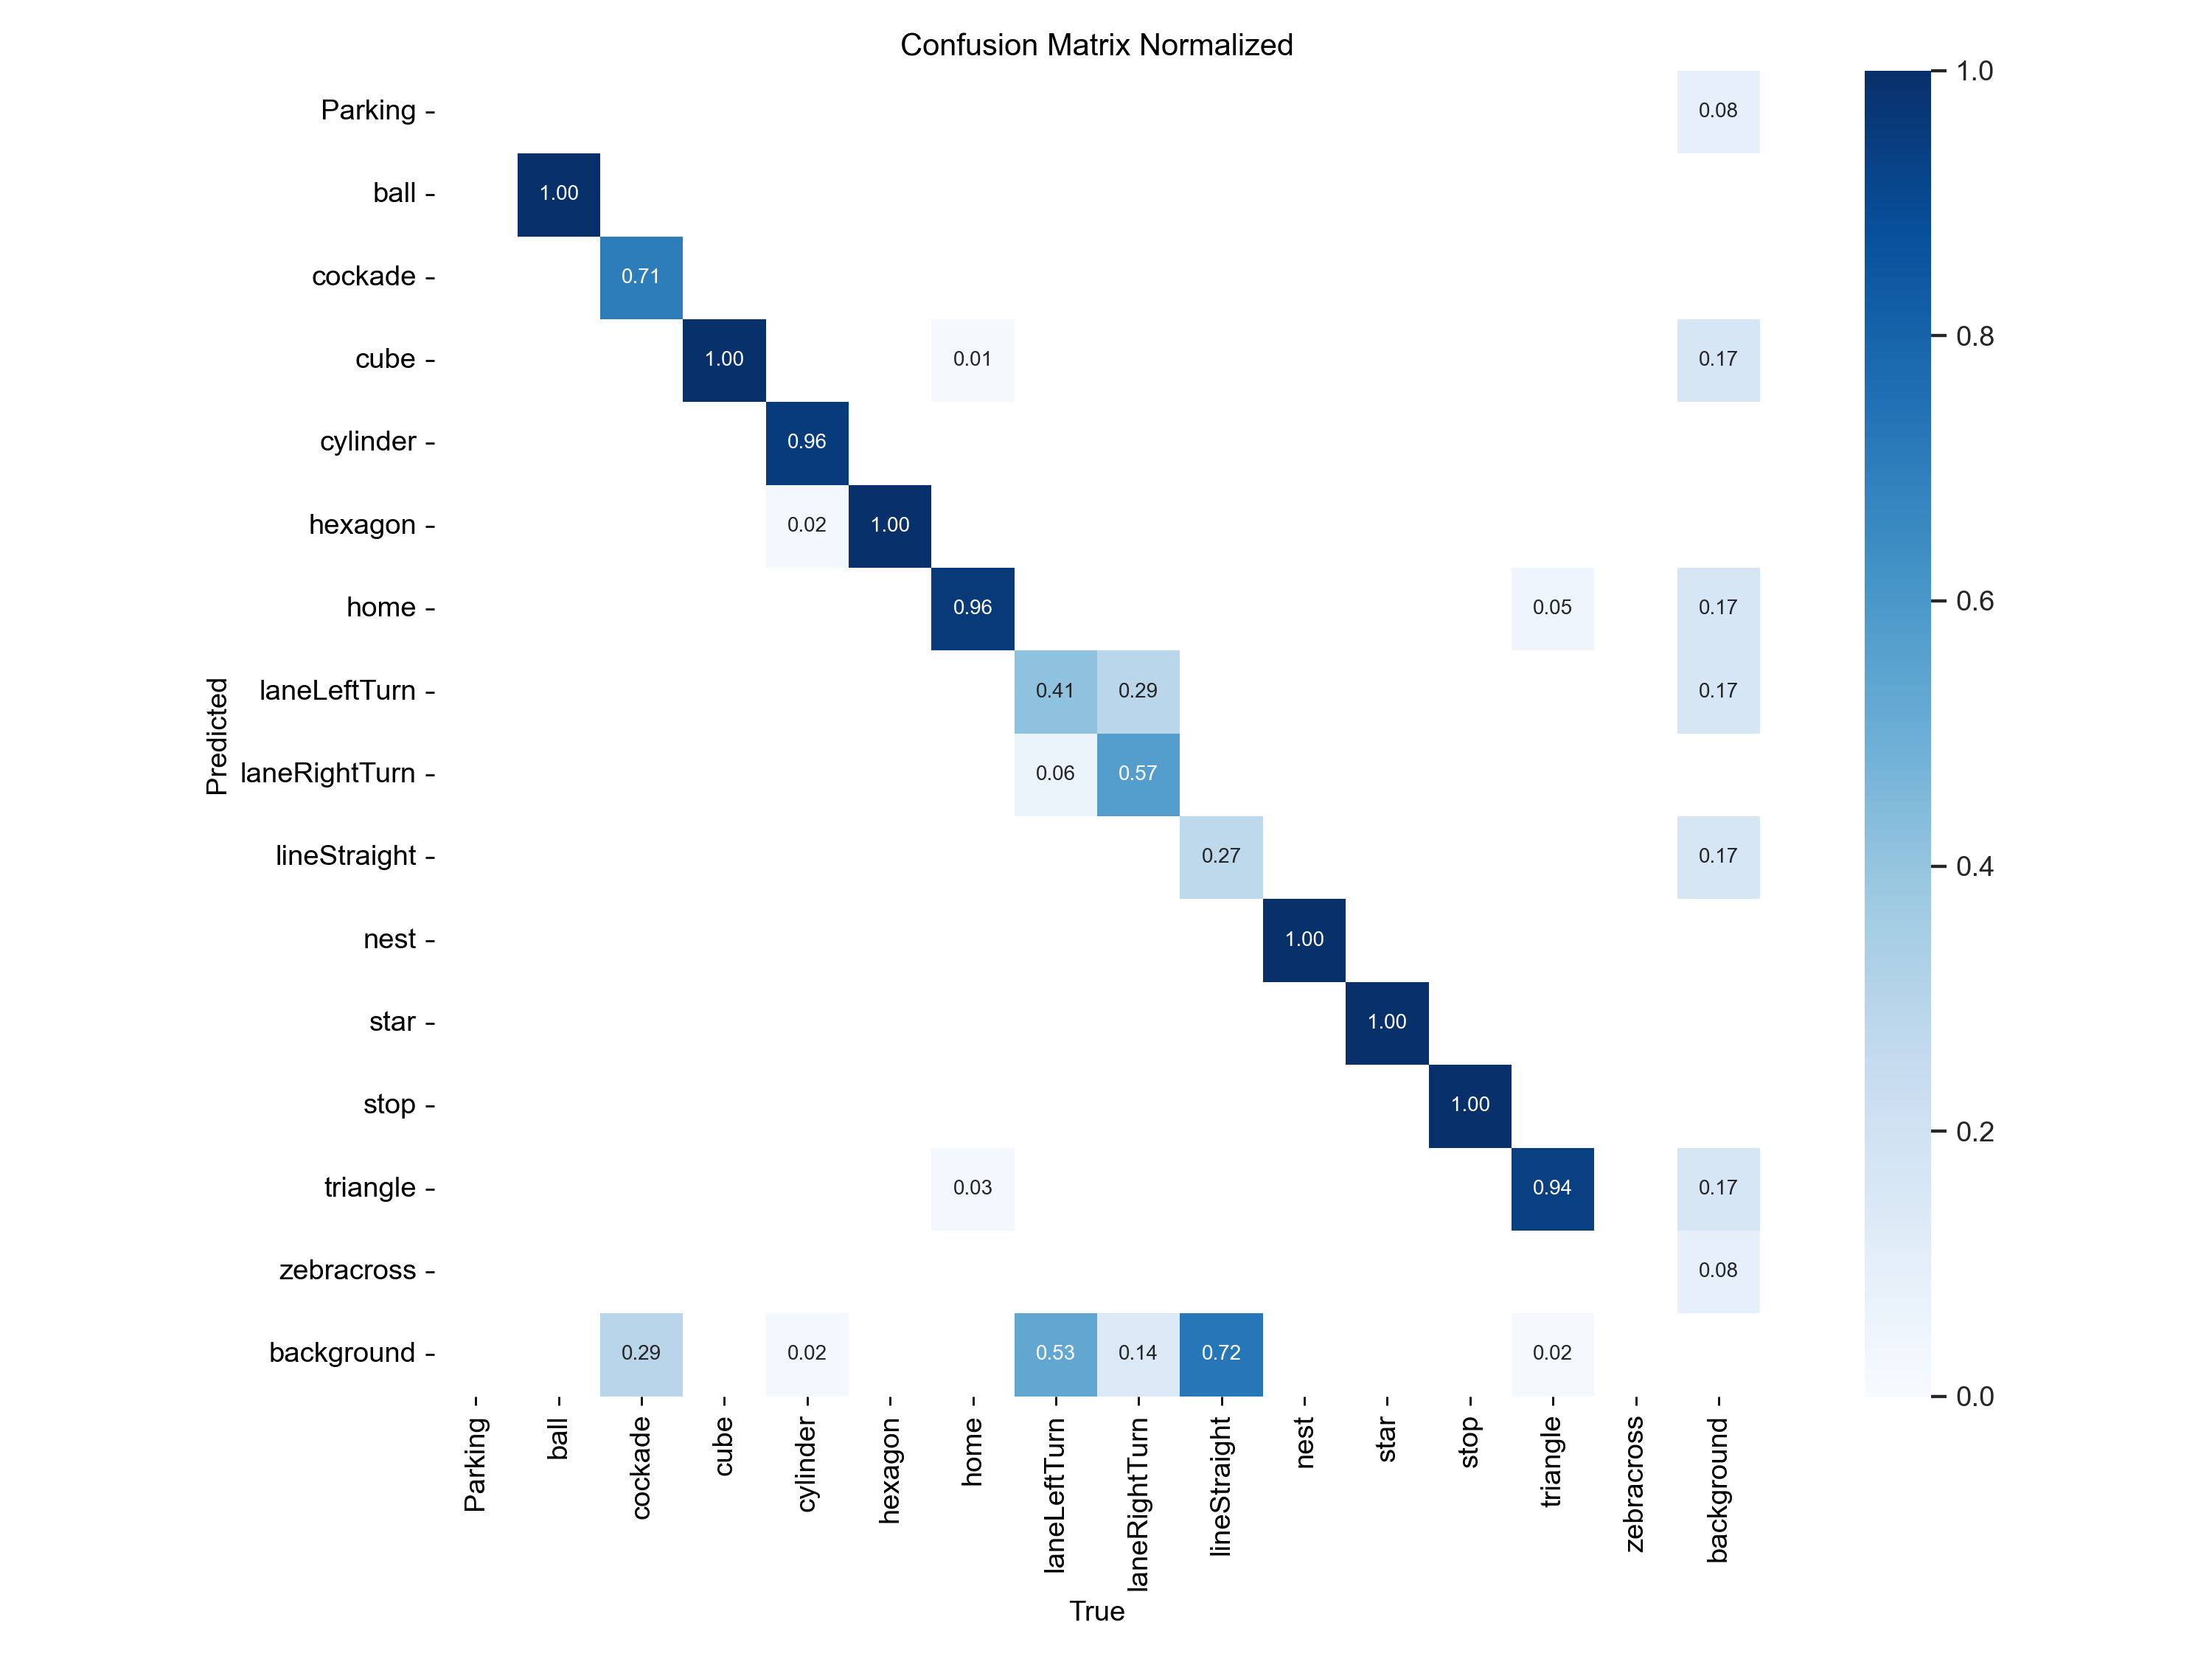 Confusion Matrix Normalized
Parking 0.08 1.0
ball 1.00
cockade 0.71
cube 1.00 0.01 0.17 0.8
cylinder 0.96
hexagon 0.02 1.00
home 0.96 0.05 0.17 0.6
laneLeftTurn 0.41 0.29 0.17
Predicted
laneRightTurn 0.06 0.57
lineStraight 0.27 0.17 0.4
nest 1.00
star 1.00
stop 1.00 0.2
triangle 0.03 0.94 0.17
zebracross 0.08
background 0.29 0.02 0.53 0.14 0.72 0.02 0.0
Parking ball cockade cube cylinder hexagon home laneLeftTurn laneRightTurn lineStraight nest star stop triangle zebracross background
True